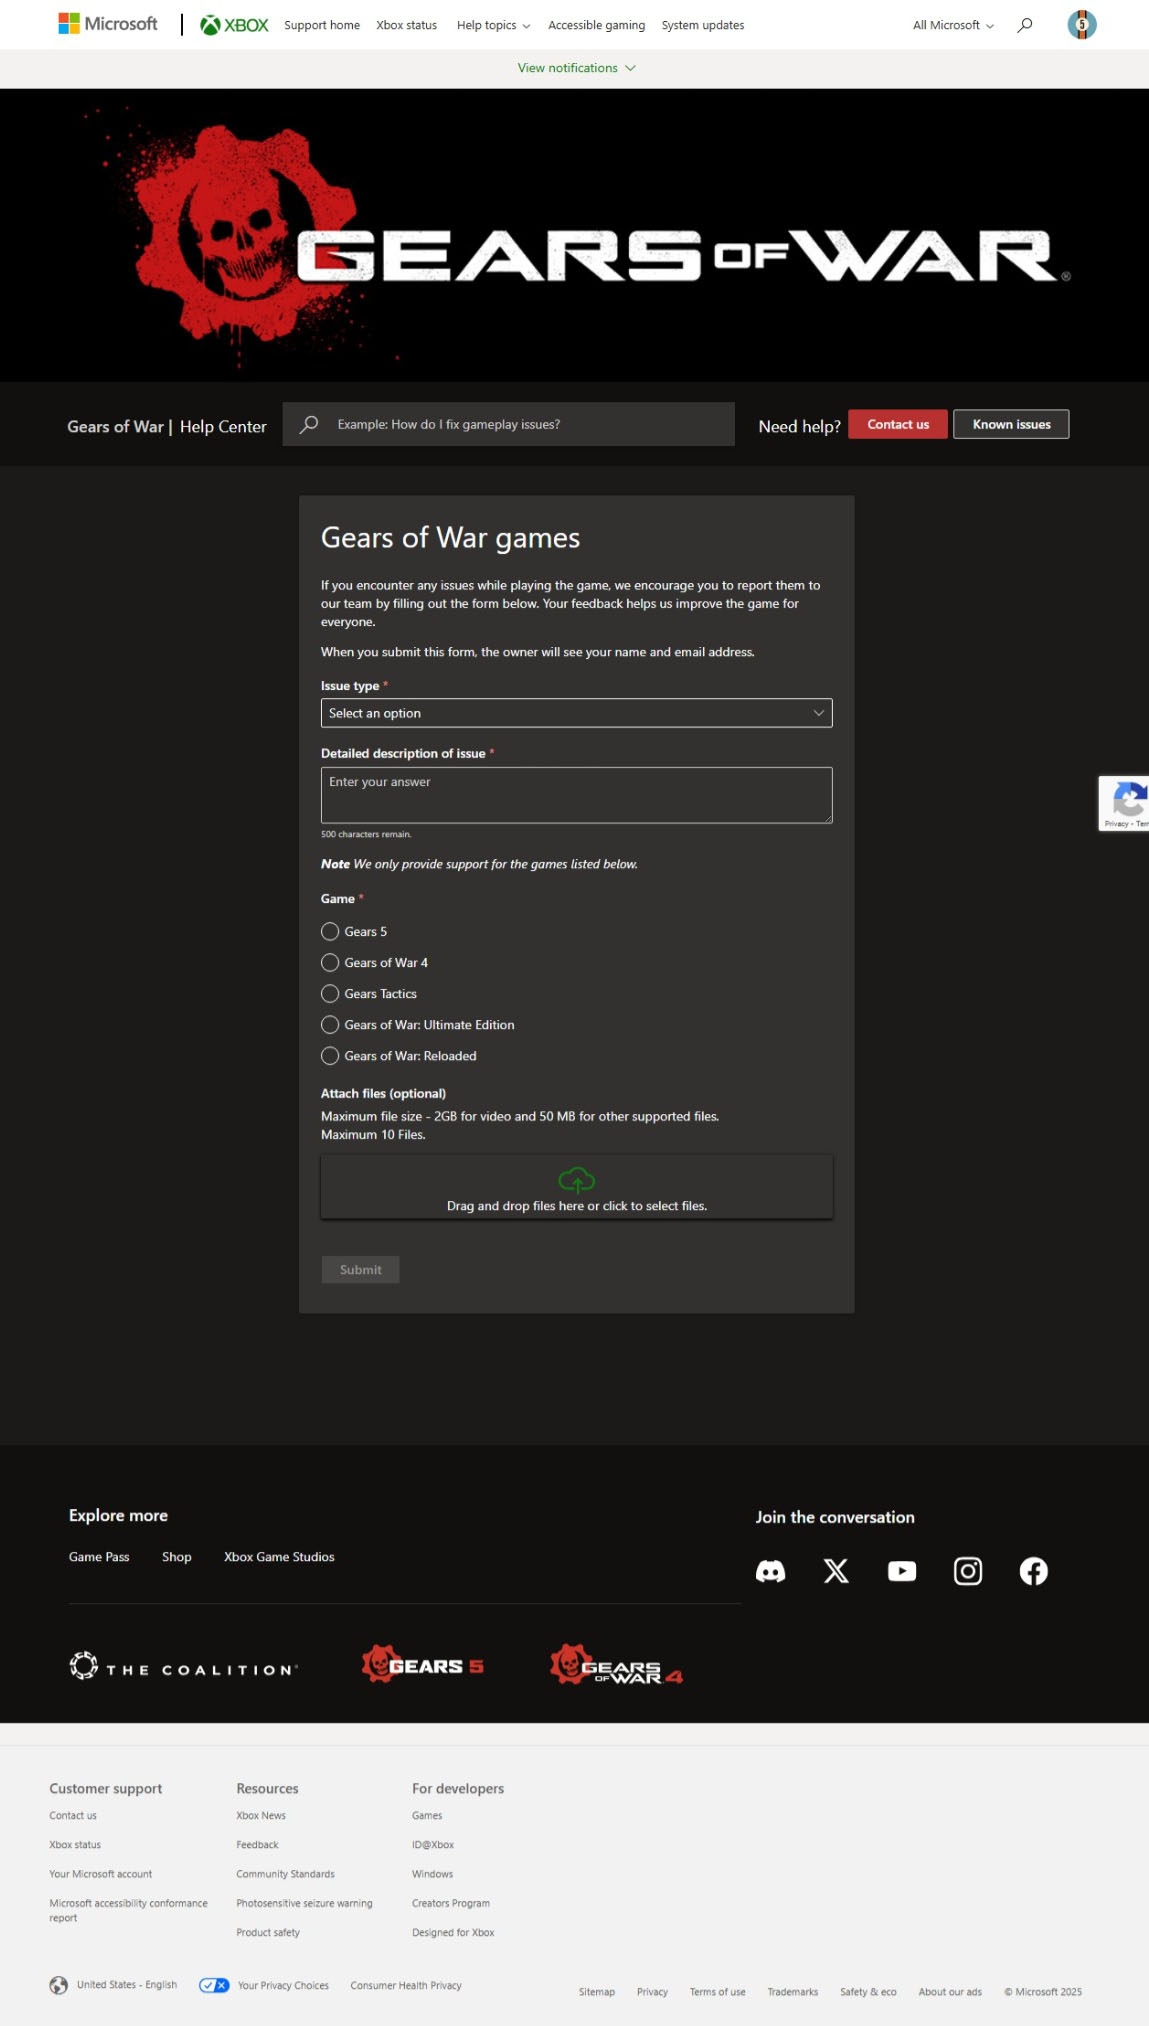 Microsoft
XBOX
Support home
Xbox status
Help topics
Accessible gaming
System updates
All Microsoft
5
View notifications
GEARS OF WAR®
Gears of War | Help Center
Example: How do I fix gameplay issues?
Need help?
Contact us
Known issues
Gears of War games
If you encounter any issues while playing the game, we encourage you to report them to
our team by filling out the form below. Your feedback helps us improve the game for
everyone.
When you submit this form, the owner will see your name and email address.
Issue type *
Select an option
Detailed description of issue *
Enter your answer
500 characters remain.
Privacy - Ter
Note We only provide support for the games listed below.
Game *
Gears 5
Gears of War 4
Gears Tactics
Gears of War: Ultimate Edition
Gears of War: Reloaded
Attach files (optional)
Maximum file size - 2GB for video and 50 MB for other supported files.
Maximum 10 Files.
Drag and drop files here or click to select files.
Submit
Explore more
Game Pass
Shop
Xbox Game Studios
Join the conversation
THE COALITION
GEARS 5
GEARS OF WAR 4
Customer support
Contact us
Xbox status
Your Microsoft account
Microsoft accessibility conformance
report
Resources
Xbox News
Feedback
Community Standards
Photosensitive seizure warning
Product safety
For developers
Games
ID@Xbox
Windows
Creators Program
Designed for Xbox
United States - English
Your Privacy Choices
Consumer Health Privacy
Sitemap
Privacy
Terms of use
Trademarks
Safety & eco
About our ads
© Microsoft 2025